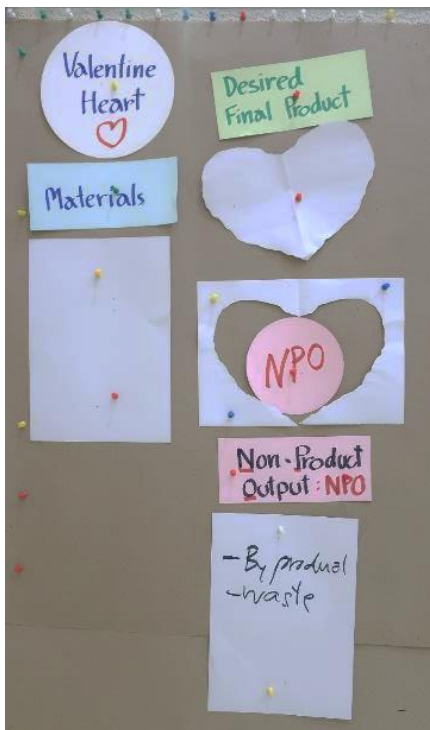 Valentine
Heart
Materials
Desired
Final Product
NPO
Non-Product
Output: NPO
- By product
- waste